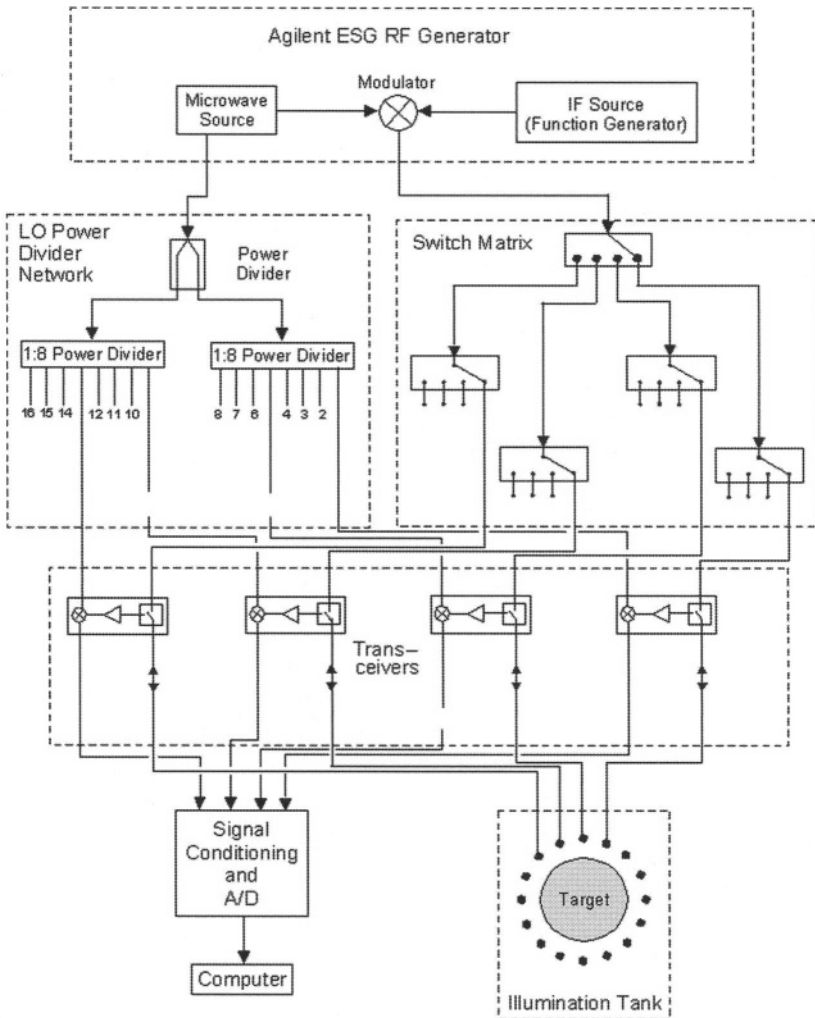 Agilent ESG RF Generator
Modulator
Microwave
Source
IF Source
(Function Generator)
LO Power
Divider
Network
Power
Divider
Switch Matrix
1:8 Power Divider
1:8 Power Divider
16 15 14 12 11 10
8 7 6 4 3 2
Trans-
ceivers
Signal
Conditioning
and
A/D
Target
Computer
Illumination Tank